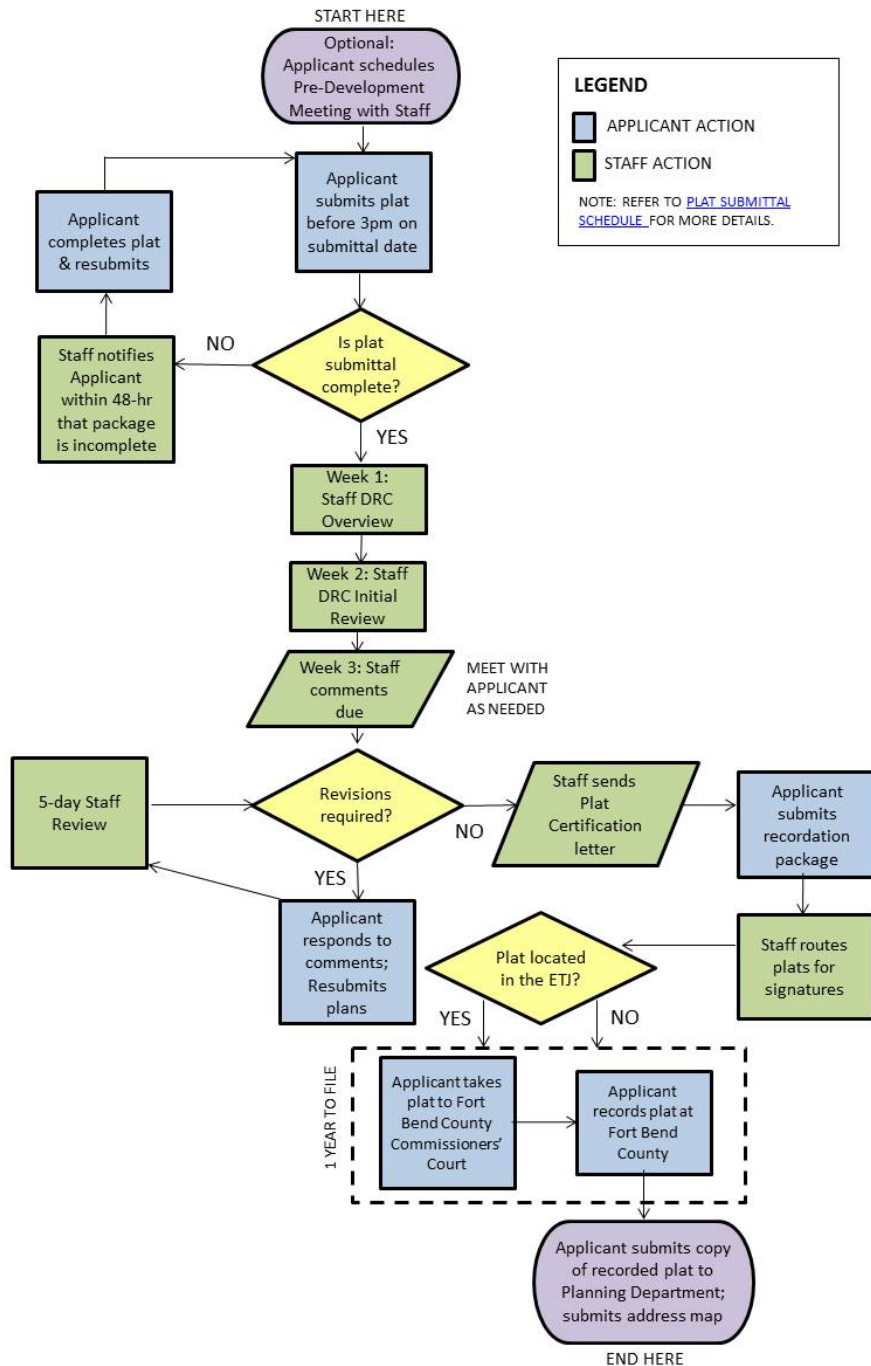 START HERE
Optional:
Applicant schedules
Pre-Development
Meeting with Staff
LEGEND
APPLICANT ACTION
STAFF ACTION
NOTE: REFER TO PLAT SUBMITTAL
SCHEDULE FOR MORE DETAILS.
Applicant
submits plat
before 3pm on
submittal date
Applicant
completes plat
& resubmits
Is plat
submittal
complete?
NO
Staff notifies
Applicant
within 48-hr
that package
is incomplete
YES
Week 1:
Staff DRC
Overview
Week 2: Staff
DRC Initial
Review
Week 3: Staff
comments
due
MEET WITH
APPLICANT
AS NEEDED
5-day Staff
Review
Revisions
required?
NO
Staff sends
Plat
Certification
letter
Applicant
submits
recordation
package
YES
Applicant
responds to
comments;
Resubmits
plans
Staff routes
plats for
signatures
Plat located
in the ETJ?
YES
NO
1 YEAR TO FILE
Applicant takes
plat to Fort
Bend County
Commissioners'
Court
Applicant
records plat at
Fort Bend
County
Applicant submits copy
of recorded plat to
Planning Department;
submits address map
END HERE